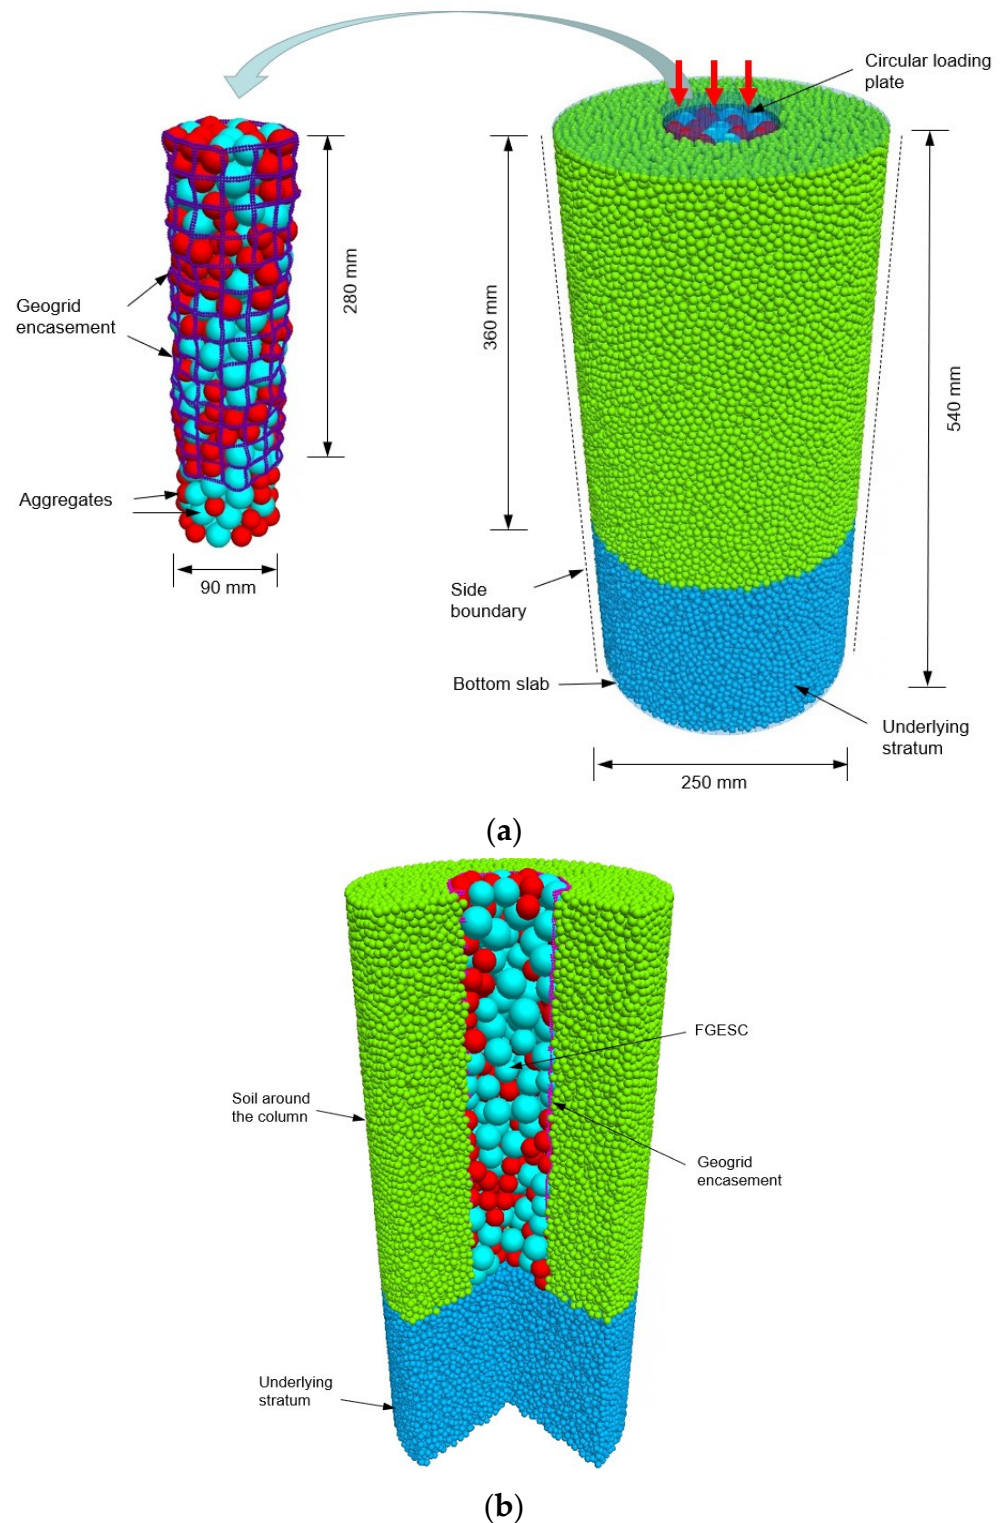 Circular loading
plate
280 mm
360 mm
540 mm
Geogrid
encasement
Aggregates
90 mm
Side
boundary
Bottom slab
Underlying
stratum
250 mm
(a)
FGESC
Soil around
the column
Geogrid
encasement
Underlying
stratum
(b)